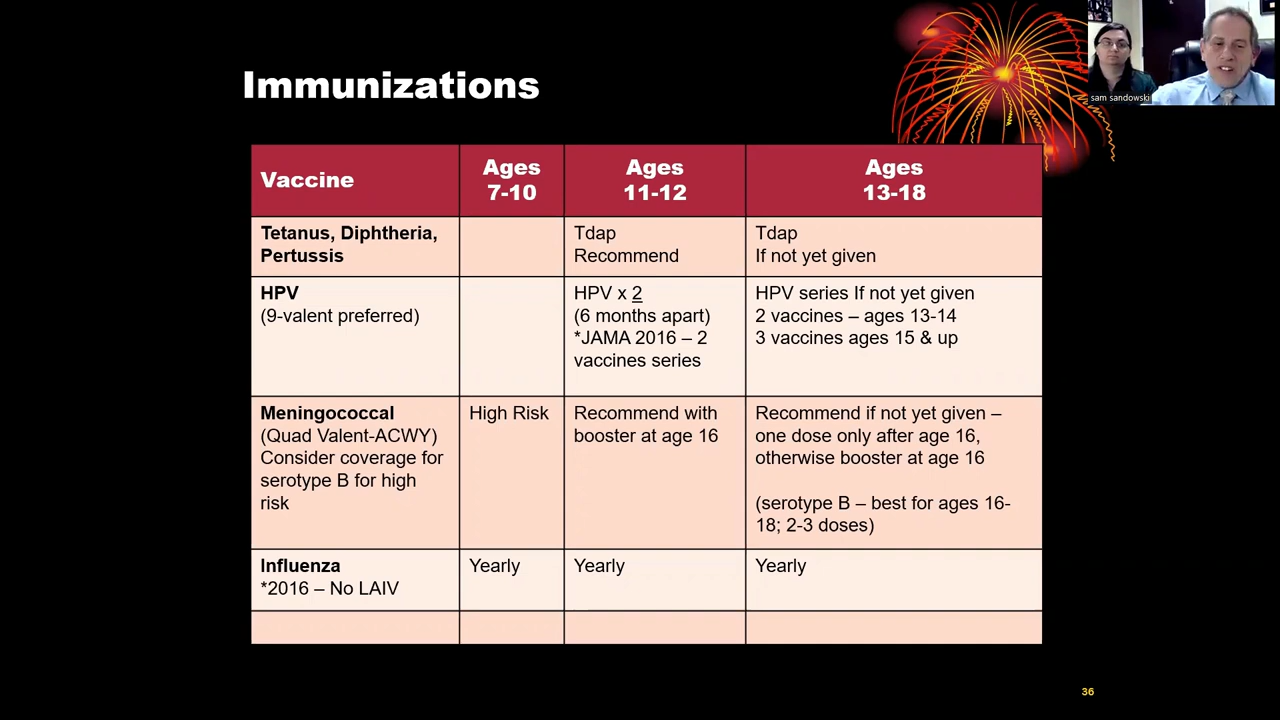 Immunizations
sam sandowski
Vaccine
Ages
7-10
Ages
11-12
Ages
13-18
Tetanus, Diphtheria,
Pertussis
Tdap
Recommend
Tdap
If not yet given
HPV
(9-valent preferred)
HPV x 2
(6 months apart)
*JAMA 2016 – 2
vaccines series
HPV series If not yet given
2 vaccines – ages 13-14
3 vaccines ages 15 & up
Meningococcal
(Quad Valent-ACWY)
Consider coverage for
serotype B for high
risk
High Risk
Recommend with
booster at age 16
Recommend if not yet given –
one dose only after age 16,
otherwise booster at age 16
(serotype B – best for ages 16-
18; 2-3 doses)
Influenza
*2016 – No LAIV
Yearly
Yearly
Yearly
36